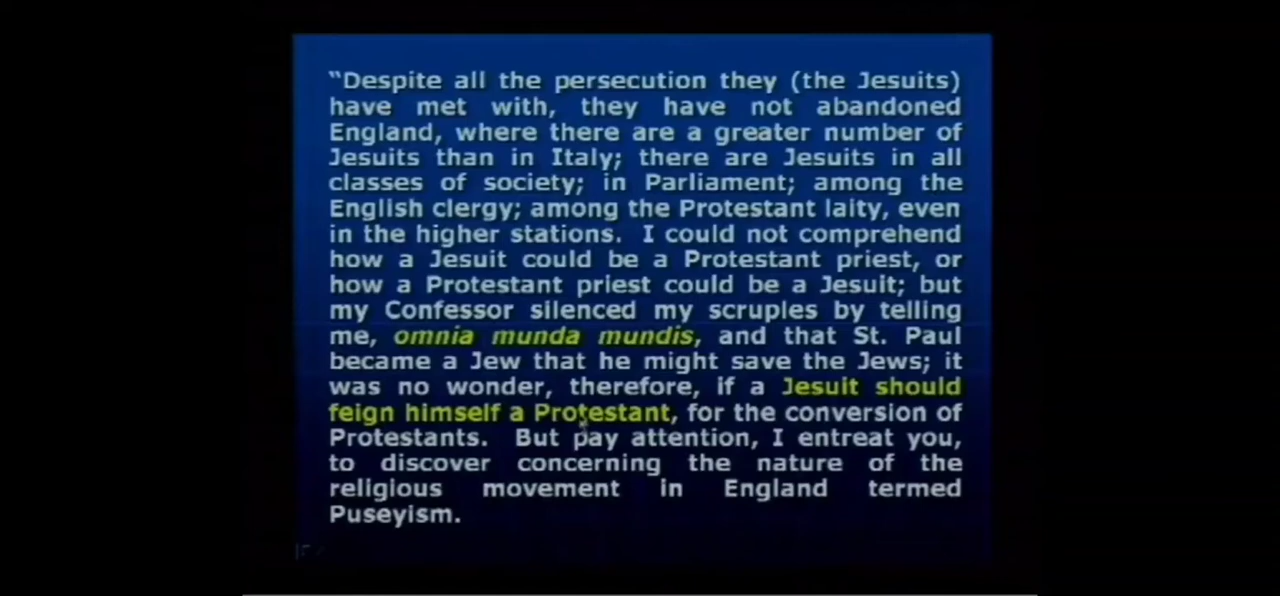 “Despite all the persecution they (the Jesuits)
have met with, they have not abandoned
England, where there are a greater number of
Jesuits than in Italy; there are Jesuits in all
classes of society; in Parliament; among the
English clergy; among the Protestant laity, even
in the higher stations. I could not comprehend
how a Jesuit could be a Protestant priest, or
how a Protestant priest could be a Jesuit; but
my Confessor silenced my scruples by telling
me, omnia munda mundis, and that St. Paul
became a Jew that he might save the Jews; it
was no wonder, therefore, if a Jesuit should
feign himself a Protestant, for the conversion of
Protestants. But pay attention, I entreat you,
to discover concerning the nature of the
religious movement in England termed
Puseyism.